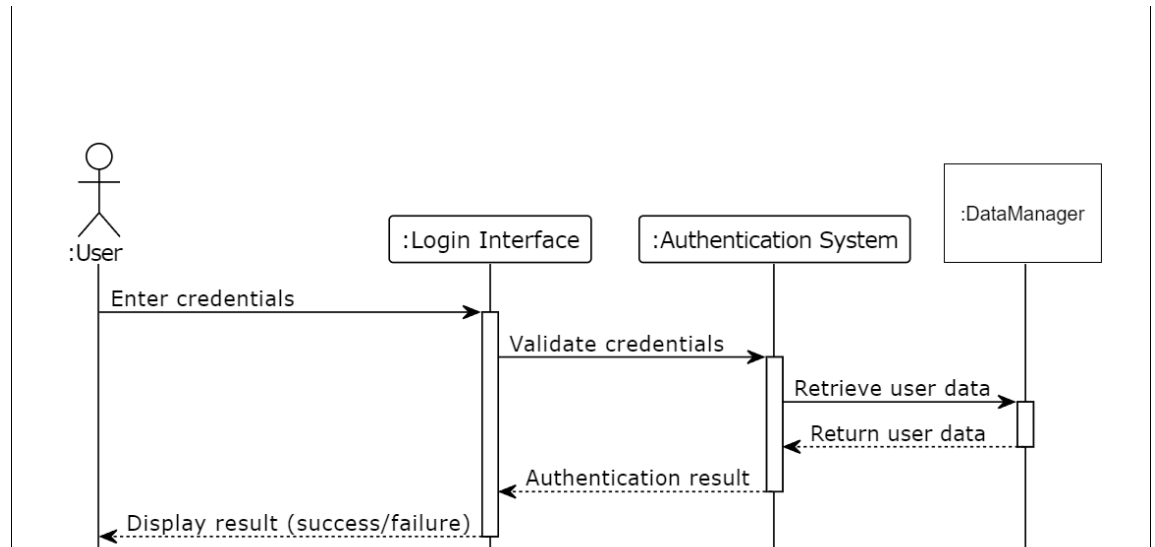 :DataManager
:User
:Login Interface
:Authentication System
Enter credentials
Validate credentials
Retrieve user data
Return user data
Authentication result
Display result (success/failure)